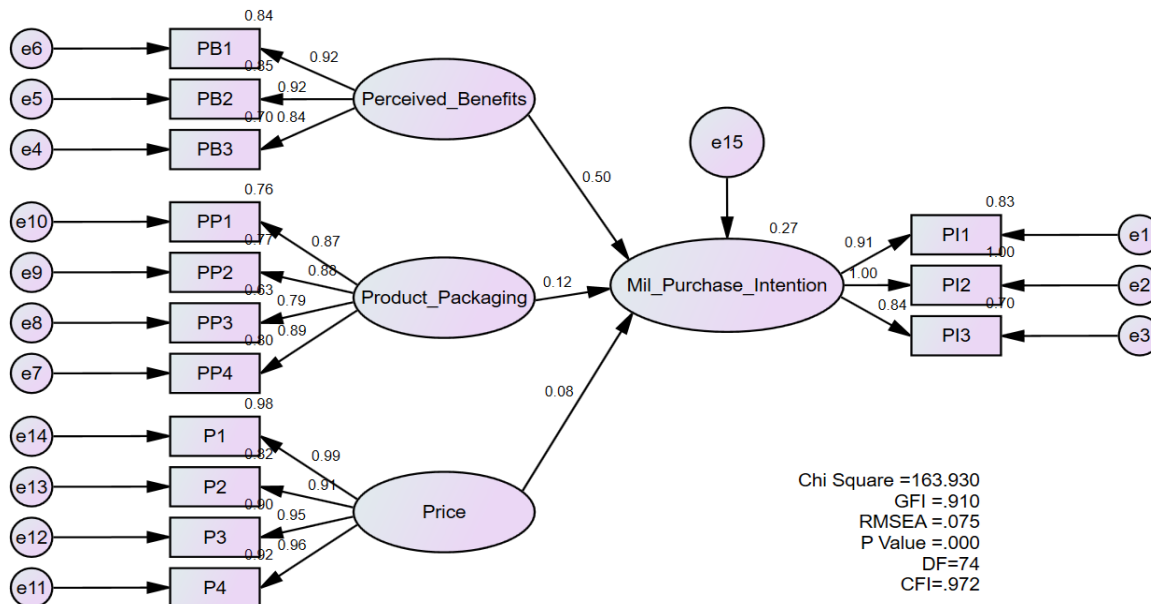 0.84
e6 PB1 0.92
0.85
e5 PB2 0.92 Perceived_Benefits
0.70 0.84
e4 PB3
e15
0.50
0.76
e10 PP1 0.87
0.77
e9 PP2 0.88
0.63
e8 PP3 0.79 Product_Packaging
0.80 0.89
e7 PP4
0.12
0.27
Mil_Purchase_Intention
0.83
0.91 PI1 e1
1.00
1.00 PI2 e2
0.70
0.84 PI3 e3
0.08
0.98
e14 P1 0.99
0.82
e13 P2 0.91
0.90
e12 P3 0.95 Price
0.92 0.96
e11 P4
Chi Square =163.930
GFI =.910
RMSEA =.075
P Value =.000
DF=74
CFI=.972